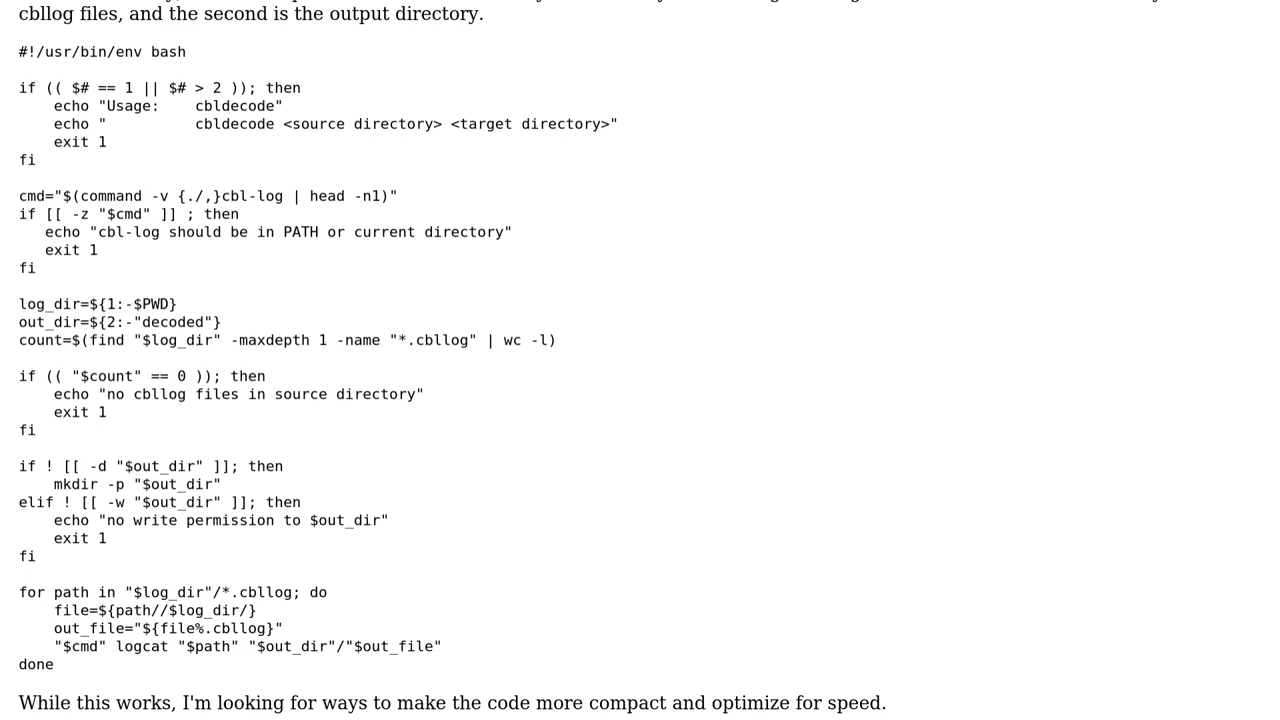 cbllog files, and the second is the output directory.
#!/usr/bin/env bash
if (( $# == 1 || $# > 2 )); then
    echo "Usage:    cbldecode"
    echo "          cbldecode <source directory> <target directory>"
    exit 1
fi
cmd="$(command -v {./,}cbl-log | head -n1)"
if [[ -z "$cmd" ]] ; then
   echo "cbl-log should be in PATH or current directory"
   exit 1
fi
log_dir=${1:-$PWD}
out_dir=${2:-"decoded"}
count=$(find "$log_dir" -maxdepth 1 -name "*.cbllog" | wc -l)
if (( "$count" == 0 )); then
    echo "no cbllog files in source directory"
    exit 1
fi
if ! [[ -d "$out_dir" ]]; then
    mkdir -p "$out_dir"
elif ! [[ -w "$out_dir" ]]; then
    echo "no write permission to $out_dir"
    exit 1
fi
for path in "$log_dir"/*.cbllog; do
    file=${path//$log_dir/}
    out_file="${file%.cbllog}"
    "$cmd" logcat "$path" "$out_dir"/"$out_file"
done
While this works, I'm looking for ways to make the code more compact and optimize for speed.